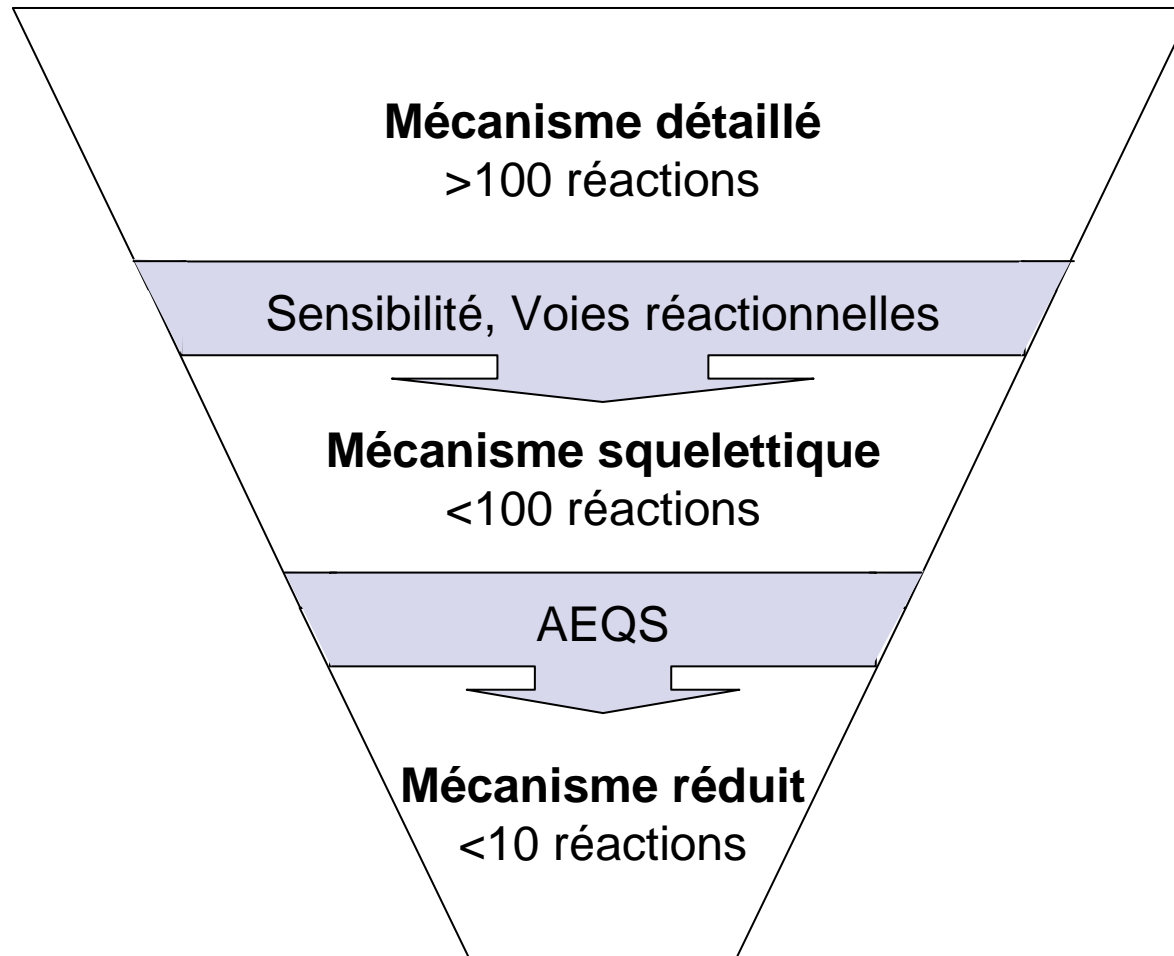 Mécanisme détaillé
>100 réactions
Sensibilité, Voies réactionnelles
Mécanisme squelettique
<100 réactions
AEQS
Mécanisme réduit
<10 réactions